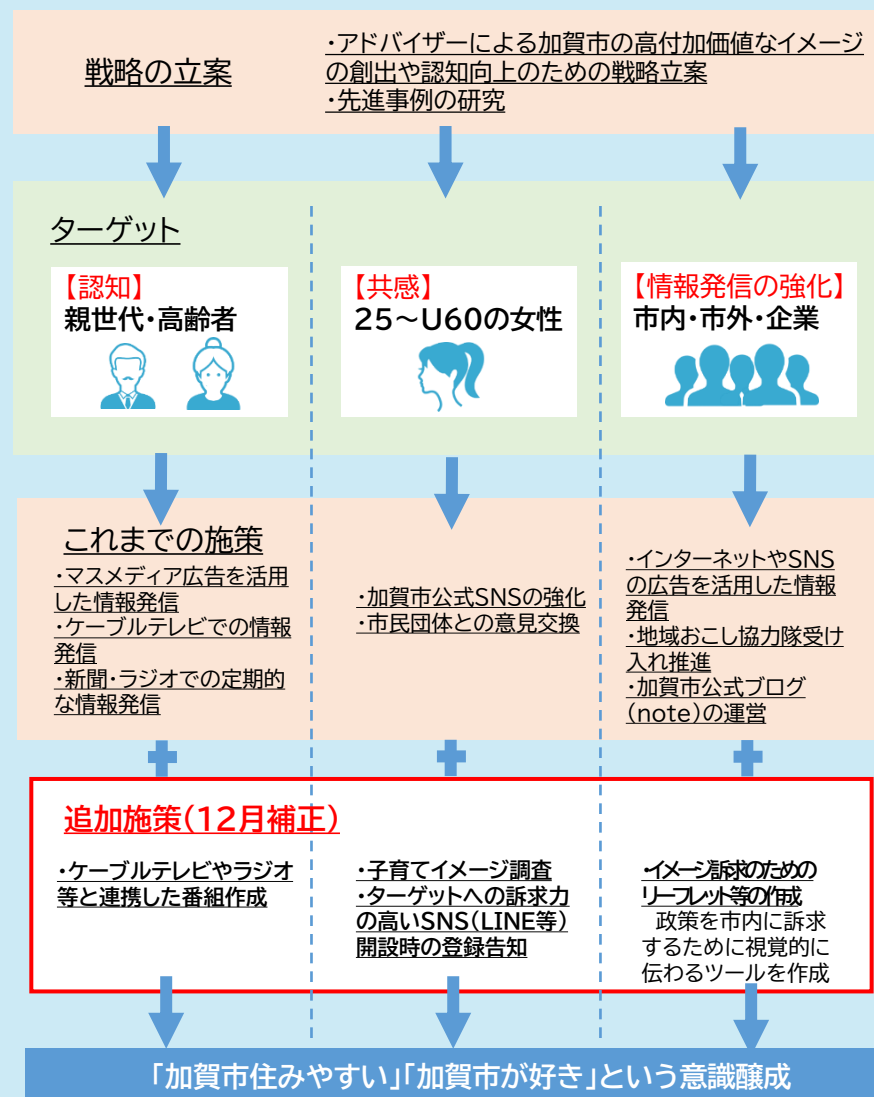 戦略の立案
・アドバイザーによる加賀市の高付加価値なイメージ
の創出や認知向上のための戦略立案
・先進事例の研究
ターゲット
【認知】
親世代・高齢者
【共感】
25～U60の女性
【情報発信の強化】
市内・市外・企業
これまでの施策
・マスメディア広告を活用
した情報発信
・ケーブルテレビでの情報
発信
・新聞・ラジオでの定期的
な情報発信
・加賀市公式SNSの強化
・市民団体との意見交換
・インターネットやSNS
の広告を活用した情報
発信
・地域おこし協力隊受け
入れ推進
・加賀市公式ブログ
(note)の運営
追加施策(12月補正)
・ケーブルテレビやラジオ
等と連携した番組作成
・子育てイメージ調査
・ターゲットへの訴求力
の高いSNS(LINE等)
開設時の登録告知
・イメージ訴求のための
リーフレット等の作成
政策を市内に訴求
するために視覚的に
伝わるツールを作成
「加賀市住みやすい」「加賀市が好き」という意識醸成